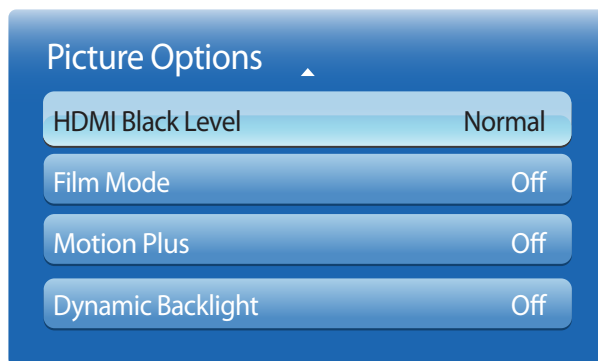 Picture Options
HDMI Black Level Normal
Film Mode Off
Motion Plus Off
Dynamic Backlight Off